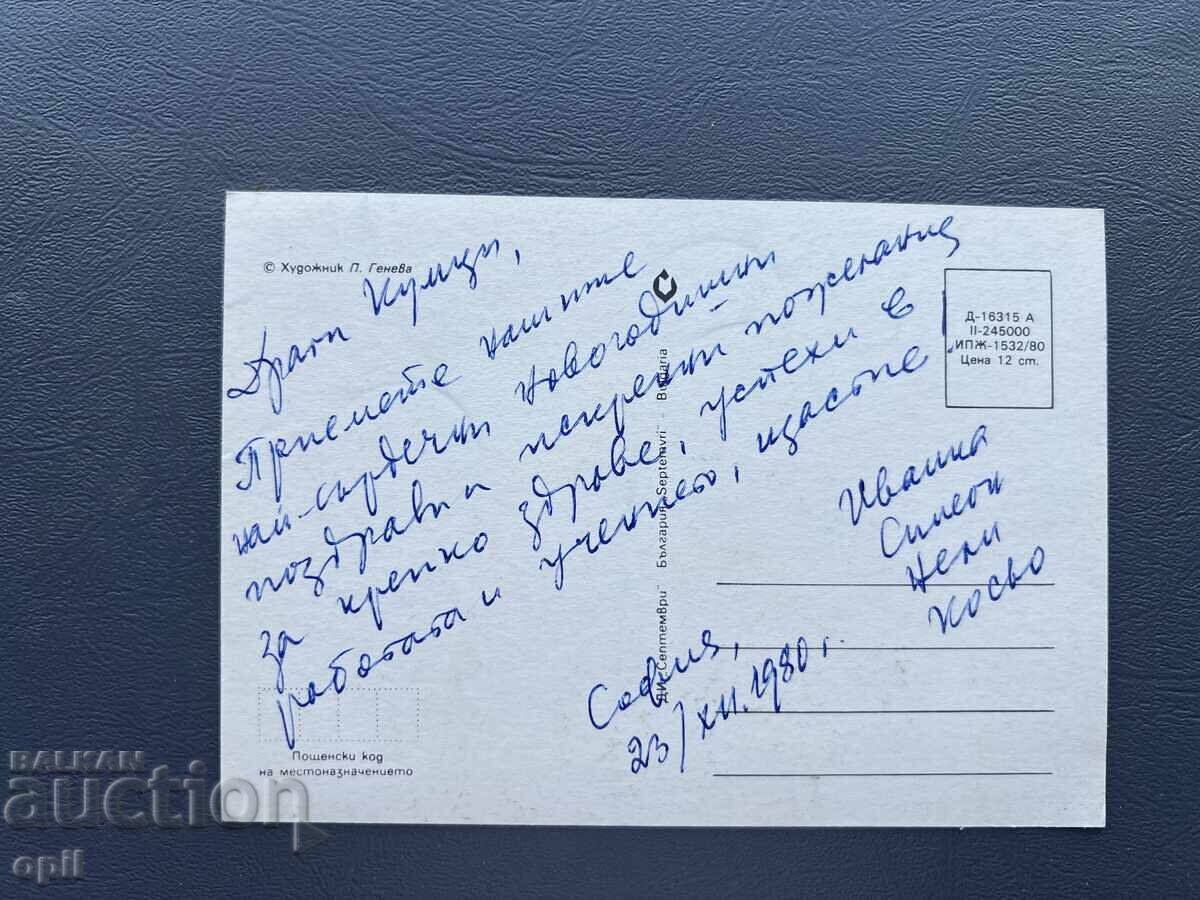 © Художник П. Генева
Драги Кумци,
Приемете нашите
най-сърдечни новогодишни
поздрави и искрени пожелания
за крепко здраве, успехи в
работата и учението, щастие!
Иванка
Симеон
Нели
Косьо
София,
23/XII.1980 г.
Д-16315 А
II-245000
ИПЖ-1532/80
Цена 12 ст.
ДИ „Септември" България „Septemvri" Bulgaria
Пощенски код
на местоназначението
BALKAN
auction
opil